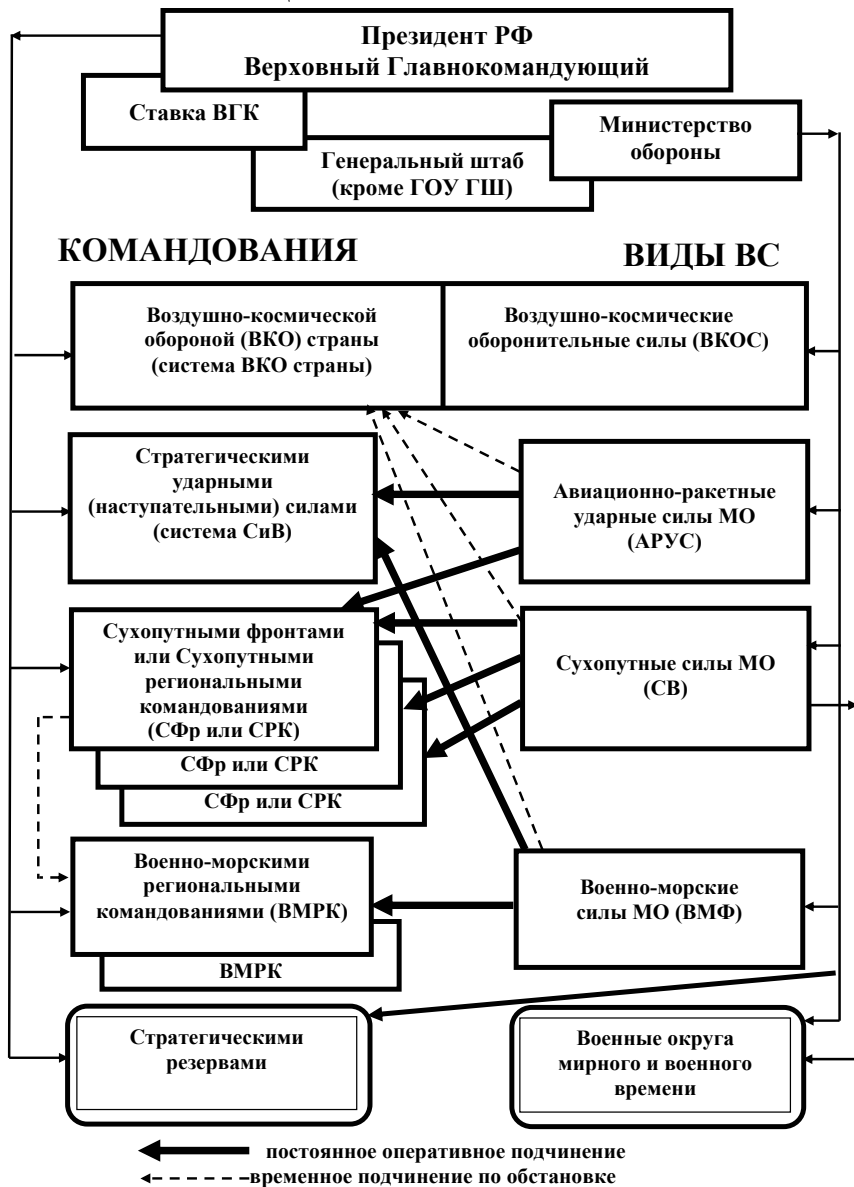 Президент РФ
Верховный Главнокомандующий
Ставка ВГК
Министерство
обороны
Генеральный штаб
(кроме ГОУ ГШ)
КОМАНДОВАНИЯ
ВИДЫ ВС
Воздушно-космической
обороной (ВКО) страны
(система ВКО страны)
Воздушно-космические
оборонительные силы (ВКОС)
Стратегическими
ударными
(наступательными) силами
(система СиВ)
Авиационно-ракетные
ударные силы МО
(АРУС)
Сухопутными фронтами
или Сухопутными
региональными
командованиями
(СФр или СРК)
СФр или СРК
СФр или СРК
Сухопутные силы МО
(СВ)
Военно-морскими
региональными
командованиями (ВМРК)
ВМРК
Военно-морские
силы МО (ВМФ)
Стратегическими
резервами
Военные округа
мирного и военного
времени
постоянное оперативное подчинение
временное подчинение по обстановке